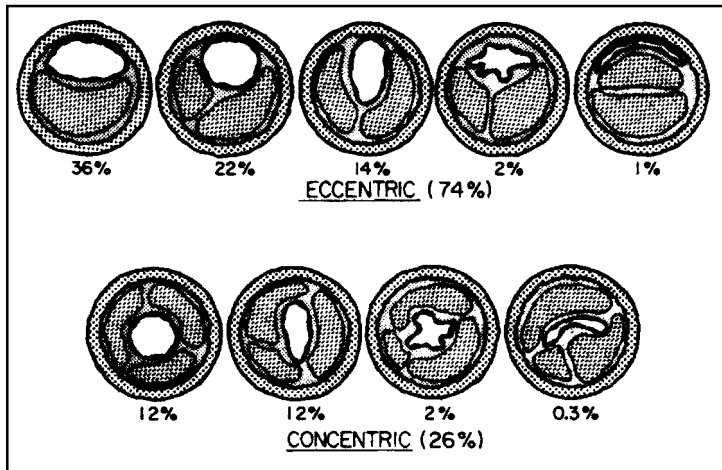 36% 22% 14% 2% 1%
ECCENTRIC (74%)
12% 12% 2% 0.3%
CONCENTRIC (26%)